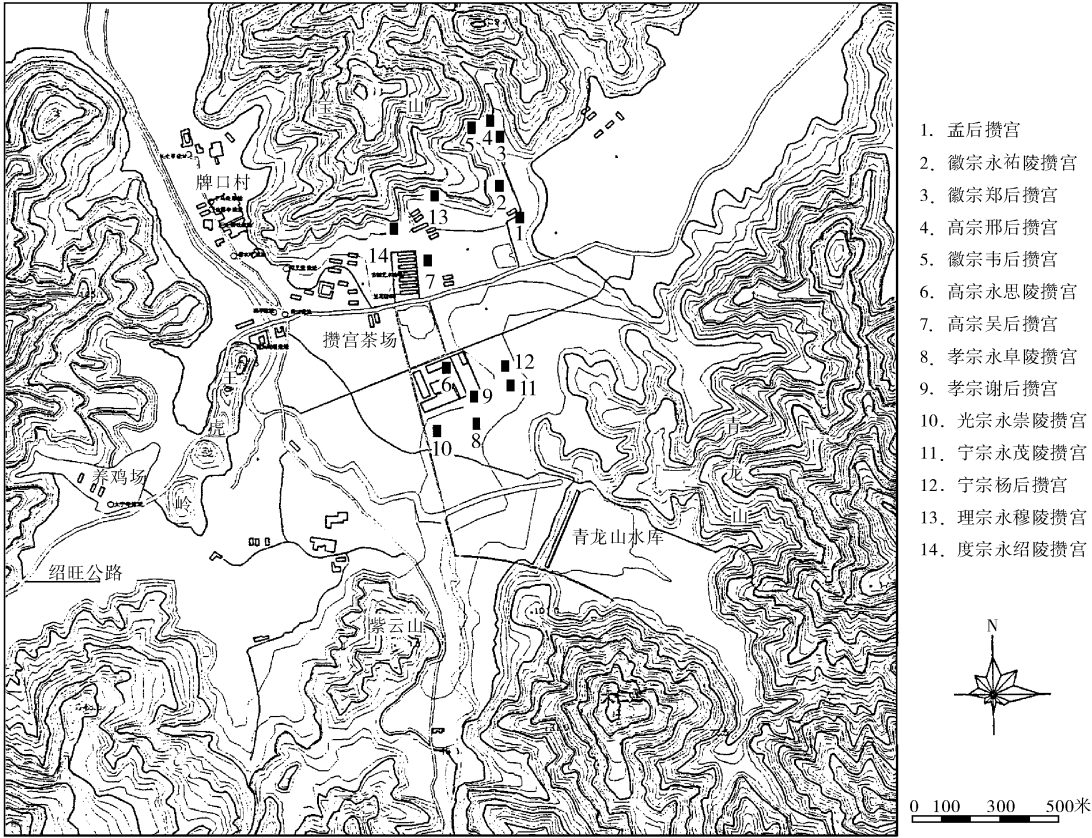 宝 山
5
4
3
2
1
牌口村
13
14
7
攒宫茶场
12
11
6
9
8
10
上
虎
岭
养鸡场
青
龙
山
青龙山水库
绍旺公路
紫云山
1. 孟后攒宫
2. 徽宗永祐陵攒宫
3. 徽宗郑后攒宫
4. 高宗邢后攒宫
5. 徽宗韦后攒宫
6. 高宗永思陵攒宫
7. 高宗吴后攒宫
8. 孝宗永阜陵攒宫
9. 孝宗谢后攒宫
10. 光宗永崇陵攒宫
11. 宁宗永茂陵攒宫
12. 宁宗杨后攒宫
13. 理宗永穆陵攒宫
14. 度宗永绍陵攒宫
N
0 100 300 500米